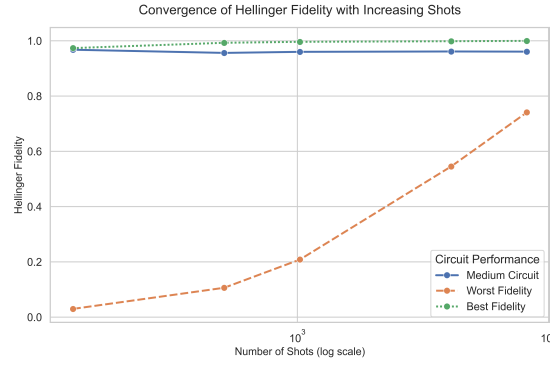 Convergence of Hellinger Fidelity with Increasing Shots
Hellinger Fidelity
1.0
0.8
0.6
0.4
0.2
0.0
10³
10
Number of Shots (log scale)
Circuit Performance
Medium Circuit
Worst Fidelity
Best Fidelity